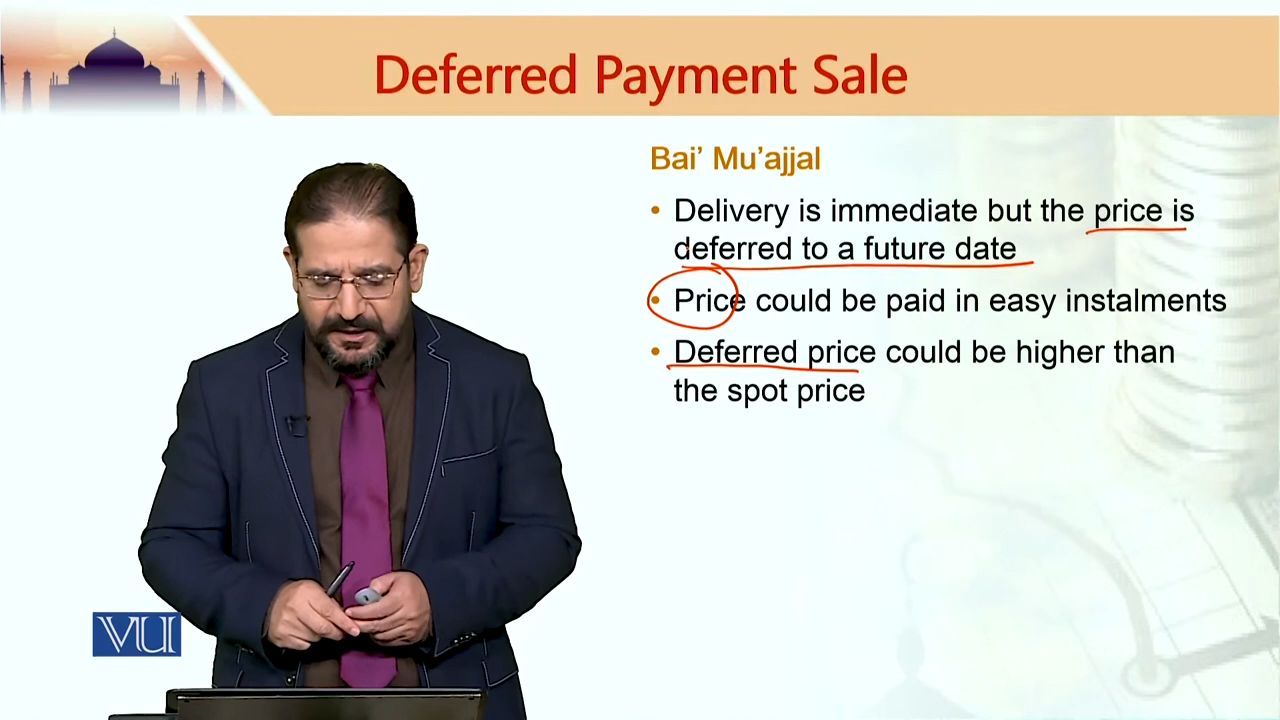 Deferred Payment Sale
Bai’ Mu’ajjal
• Delivery is immediate but the price is
deferred to a future date
• Price could be paid in easy instalments
• Deferred price could be higher than
the spot price
VU